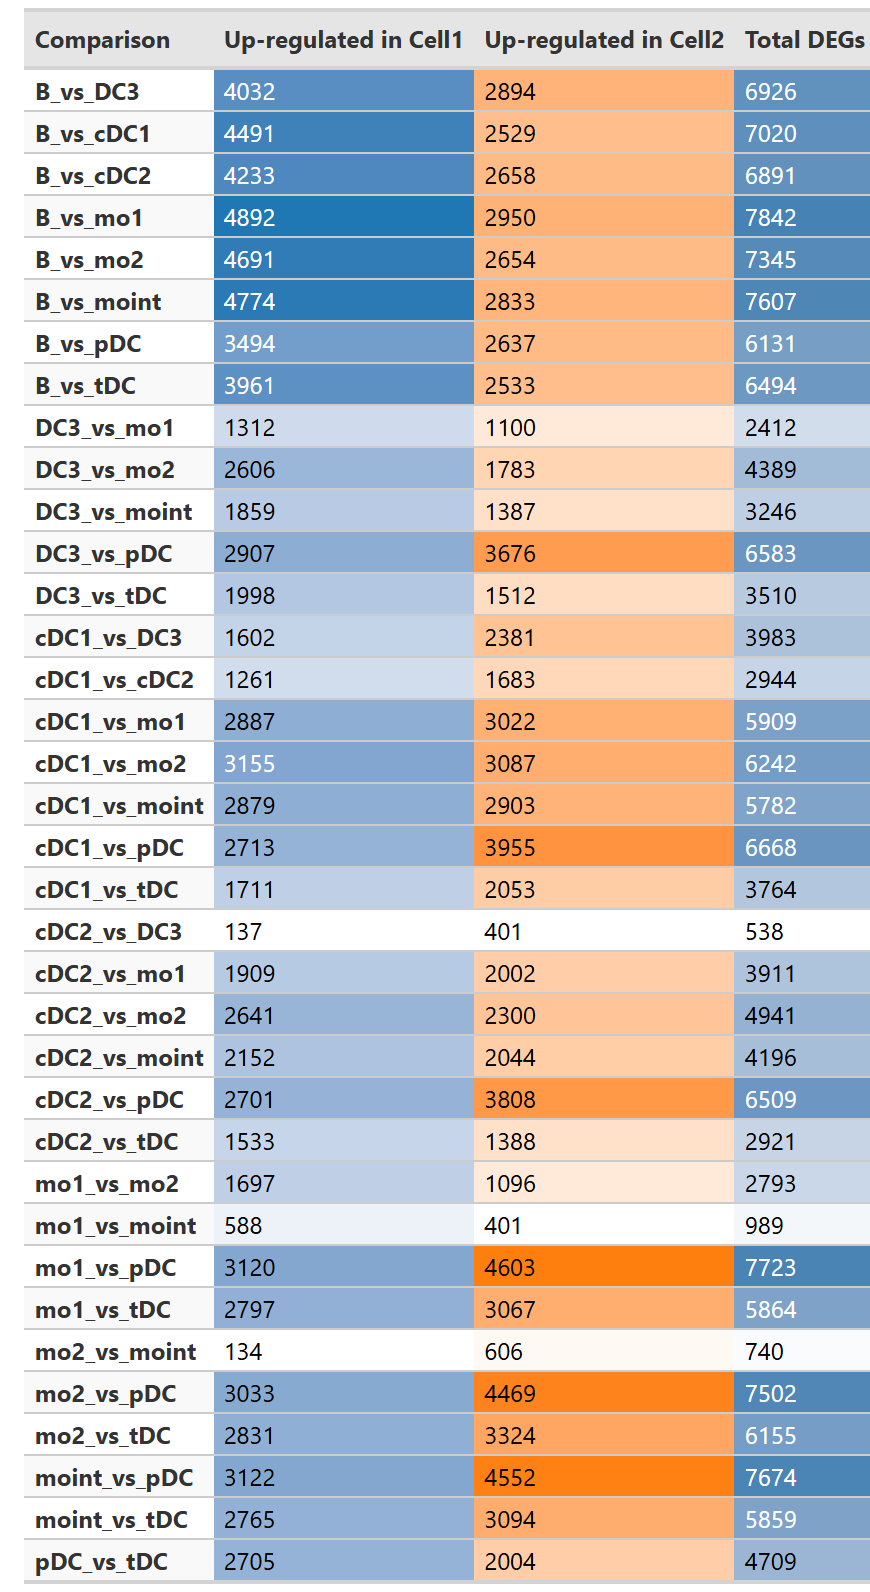 Comparison Up-regulated in Cell1 Up-regulated in Cell2 Total DEGs
B_vs_DC3 4032 2894 6926
B_vs_cDC1 4491 2529 7020
B_vs_cDC2 4233 2658 6891
B_vs_mo1 4892 2950 7842
B_vs_mo2 4691 2654 7345
B_vs_moint 4774 2833 7607
B_vs_pDC 3494 2637 6131
B_vs_tDC 3961 2533 6494
DC3_vs_mo1 1312 1100 2412
DC3_vs_mo2 2606 1783 4389
DC3_vs_moint 1859 1387 3246
DC3_vs_pDC 2907 3676 6583
DC3_vs_tDC 1998 1512 3510
cDC1_vs_DC3 1602 2381 3983
cDC1_vs_cDC2 1261 1683 2944
cDC1_vs_mo1 2887 3022 5909
cDC1_vs_mo2 3155 3087 6242
cDC1_vs_moint 2879 2903 5782
cDC1_vs_pDC 2713 3955 6668
cDC1_vs_tDC 1711 2053 3764
cDC2_vs_DC3 137 401 538
cDC2_vs_mo1 1909 2002 3911
cDC2_vs_mo2 2641 2300 4941
cDC2_vs_moint 2152 2044 4196
cDC2_vs_pDC 2701 3808 6509
cDC2_vs_tDC 1533 1388 2921
mo1_vs_mo2 1697 1096 2793
mo1_vs_moint 588 401 989
mo1_vs_pDC 3120 4603 7723
mo1_vs_tDC 2797 3067 5864
mo2_vs_moint 134 606 740
mo2_vs_pDC 3033 4469 7502
mo2_vs_tDC 2831 3324 6155
moint_vs_pDC 3122 4552 7674
moint_vs_tDC 2765 3094 5859
pDC_vs_tDC 2705 2004 4709